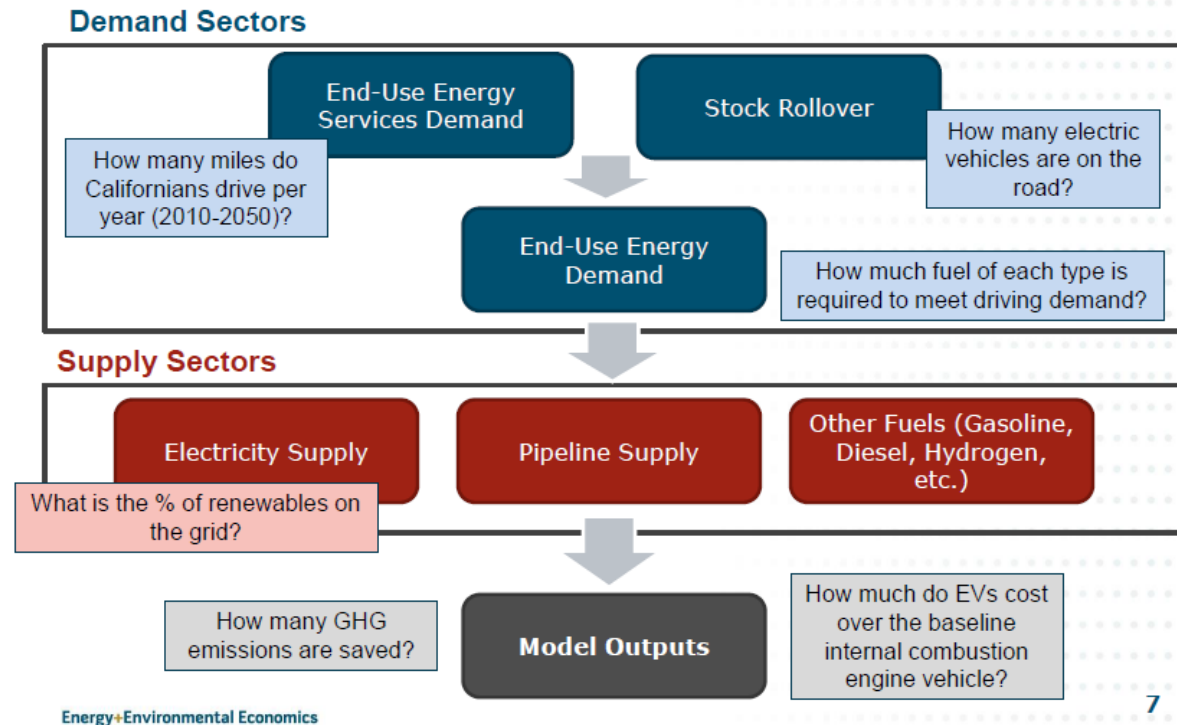 Demand Sectors
End-Use Energy
Services Demand
Stock Rollover
How many miles do
Californians drive per
year (2010-2050)?
How many electric
vehicles are on the
road?
End-Use Energy
Demand
How much fuel of each type is
required to meet driving demand?
Supply Sectors
Electricity Supply
Pipeline Supply
Other Fuels (Gasoline,
Diesel, Hydrogen,
etc.)
What is the % of renewables on
the grid?
How many GHG
emissions are saved?
Model Outputs
How much do EVs cost
over the baseline
internal combustion
engine vehicle?
Energy+Environmental Economics
7